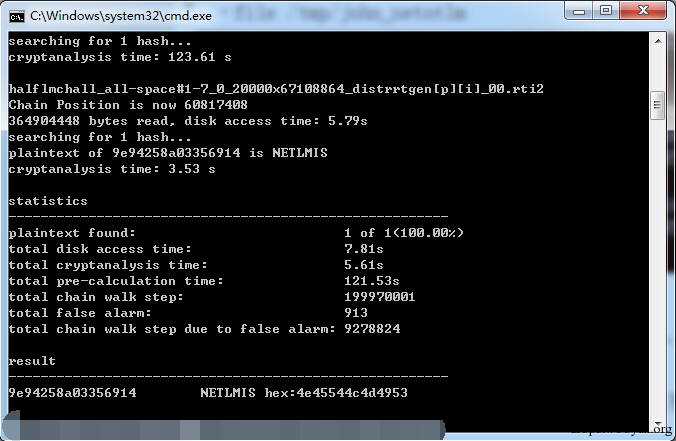 C:\Windows\system32\cmd.exe
searching for 1 hash...
cryptanalysis time: 123.61 s
halflmchall_all-space#1-7_0_20000x67108864_distrrtgen[p][i]_00.rti2
Chain Position is now 60817408
364904448 bytes read, disk access time: 5.79s
searching for 1 hash...
plaintext of 9e94258a03356914 is NETLMIS
cryptanalysis time: 3.53 s
statistics
-------------------------------------------------------
plaintext found: 1 of 1(100.00%)
total disk access time: 7.81s
total cryptanalysis time: 5.61s
total pre-calculation time: 121.53s
total chain walk step: 199970001
total false alarm: 913
total chain walk step due to false alarm: 9278824
result
-------------------------------------------------------
9e94258a03356914 NETLMIS hex:4e45544c4d4953